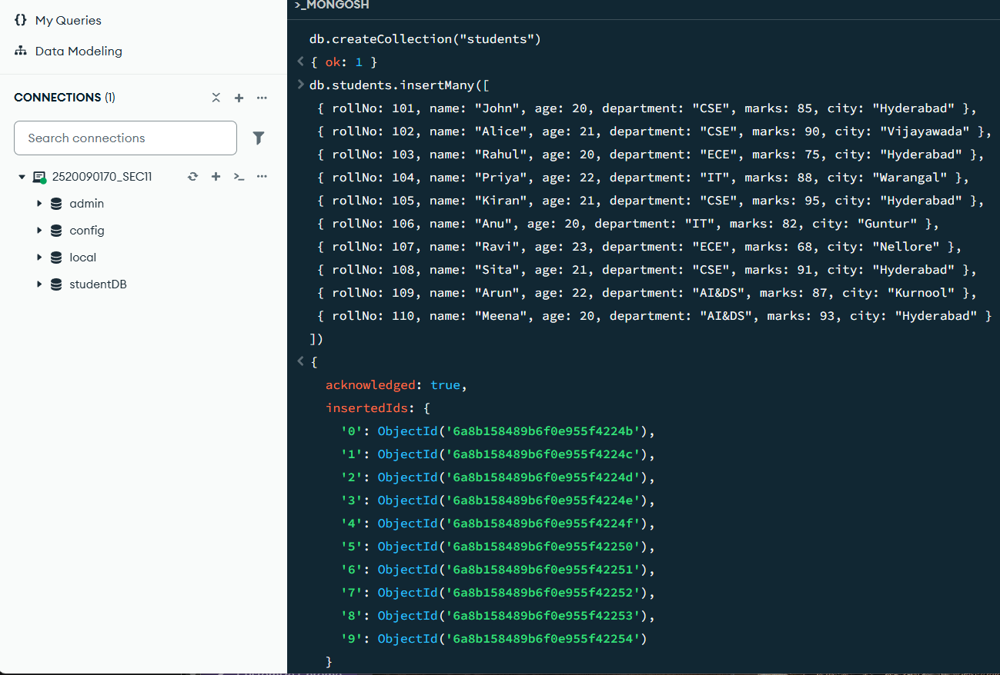 My Queries
Data Modeling
CONNECTIONS (1)
Search connections
2520090170_SEC11
admin
config
local
studentDB
>_MONGOSH
db.createCollection("students")
< { ok: 1 }
> db.students.insertMany([
{ rollNo: 101, name: "John", age: 20, department: "CSE", marks: 85, city: "Hyderabad" },
{ rollNo: 102, name: "Alice", age: 21, department: "CSE", marks: 90, city: "Vijayawada" },
{ rollNo: 103, name: "Rahul", age: 20, department: "ECE", marks: 75, city: "Hyderabad" },
{ rollNo: 104, name: "Priya", age: 22, department: "IT", marks: 88, city: "Warangal" },
{ rollNo: 105, name: "Kiran", age: 21, department: "CSE", marks: 95, city: "Hyderabad" },
{ rollNo: 106, name: "Anu", age: 20, department: "IT", marks: 82, city: "Guntur" },
{ rollNo: 107, name: "Ravi", age: 23, department: "ECE", marks: 68, city: "Nellore" },
{ rollNo: 108, name: "Sita", age: 21, department: "CSE", marks: 91, city: "Hyderabad" },
{ rollNo: 109, name: "Arun", age: 22, department: "AI&DS", marks: 87, city: "Kurnool" },
{ rollNo: 110, name: "Meena", age: 20, department: "AI&DS", marks: 93, city: "Hyderabad" }
])
< {
acknowledged: true,
insertedIds: {
'0': ObjectId('6a8b158489b6f0e955f4224b'),
'1': ObjectId('6a8b158489b6f0e955f4224c'),
'2': ObjectId('6a8b158489b6f0e955f4224d'),
'3': ObjectId('6a8b158489b6f0e955f4224e'),
'4': ObjectId('6a8b158489b6f0e955f4224f'),
'5': ObjectId('6a8b158489b6f0e955f42250'),
'6': ObjectId('6a8b158489b6f0e955f42251'),
'7': ObjectId('6a8b158489b6f0e955f42252'),
'8': ObjectId('6a8b158489b6f0e955f42253'),
'9': ObjectId('6a8b158489b6f0e955f42254')
}